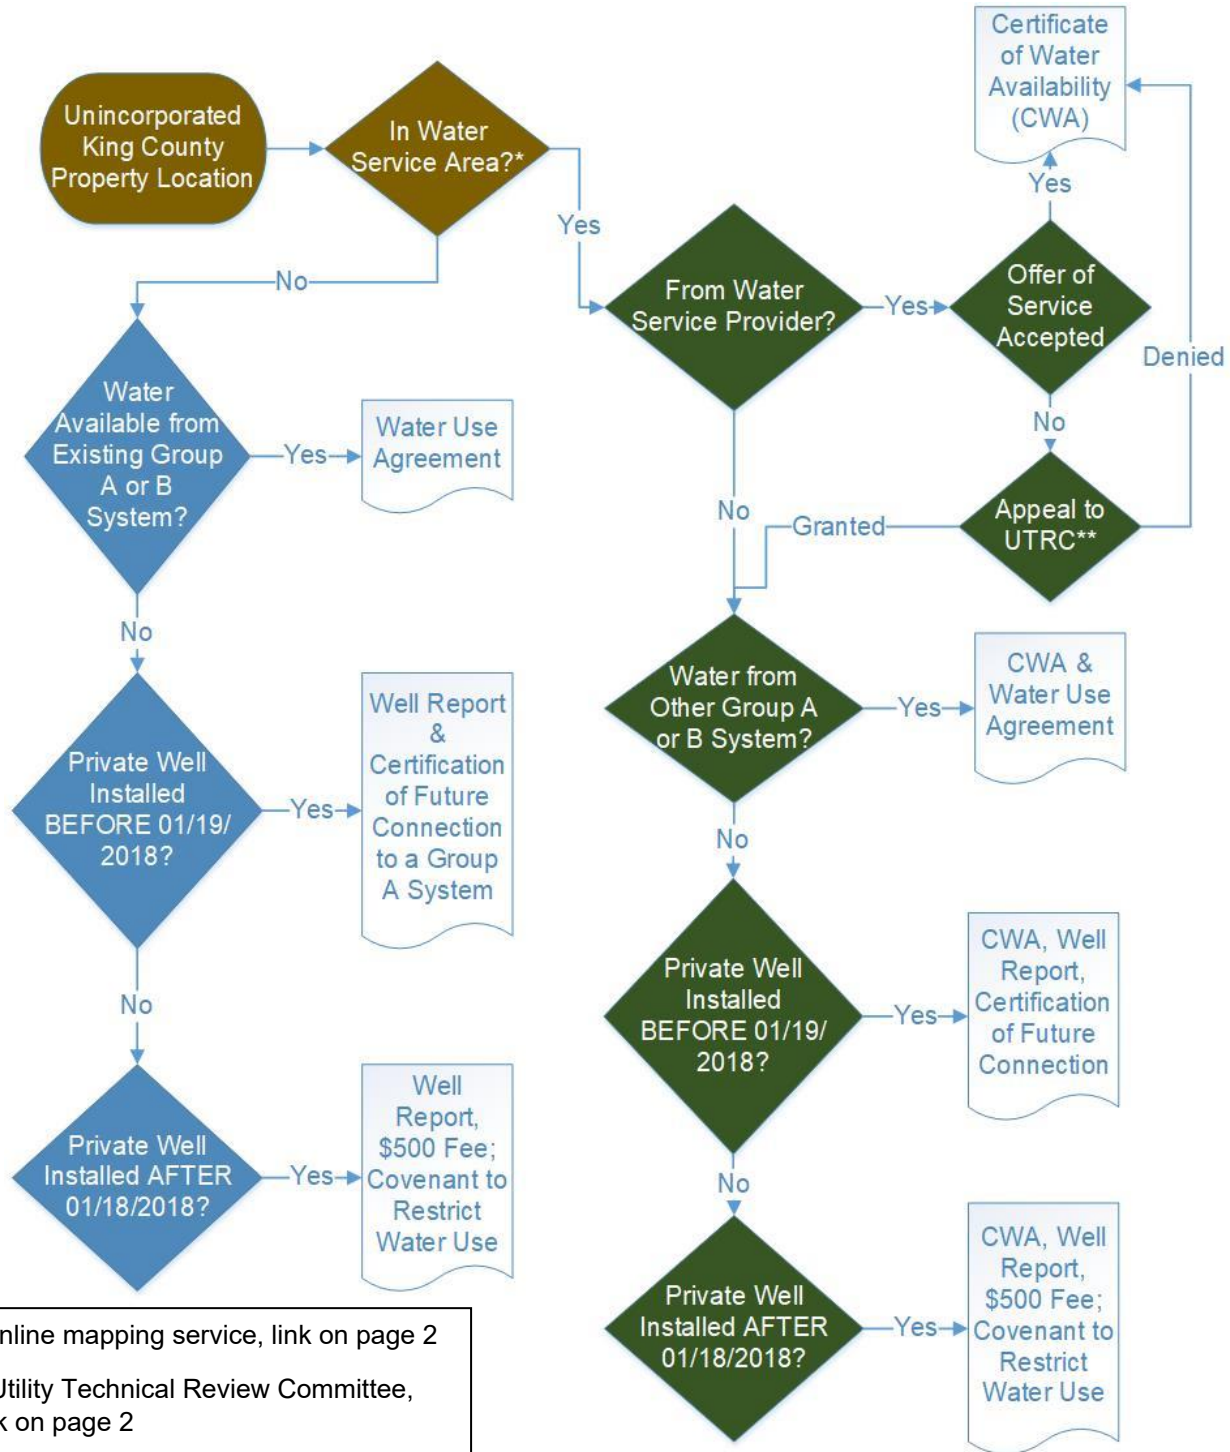 Unincorporated
King County
Property Location
In Water
Service Area?*
Certificate
of Water
Availability
(CWA)
Yes
No
Yes
From Water
Service Provider?
Yes
Offer of
Service
Accepted
Denied
No
Water
Available from
Existing Group
A or B
System?
Yes
Water Use
Agreement
No
Granted
Appeal to
UTRC**
No
Water from
Other Group A
or B System?
Yes
CWA &
Water Use
Agreement
Private Well
Installed
BEFORE 01/19/
2018?
Yes
Well Report
&
Certification
of Future
Connection
to a Group
A System
No
Private Well
Installed
BEFORE 01/19/
2018?
Yes
CWA, Well
Report,
Certification
of Future
Connection
No
Private Well
Installed AFTER
01/18/2018?
Yes
Well
Report,
$500 Fee;
Covenant to
Restrict
Water Use
No
Private Well
Installed AFTER
01/18/2018?
Yes
CWA, Well
Report,
$500 Fee;
Covenant to
Restrict
Water Use
mapping service, link on page 2
Technical Review Committee,
on page 2